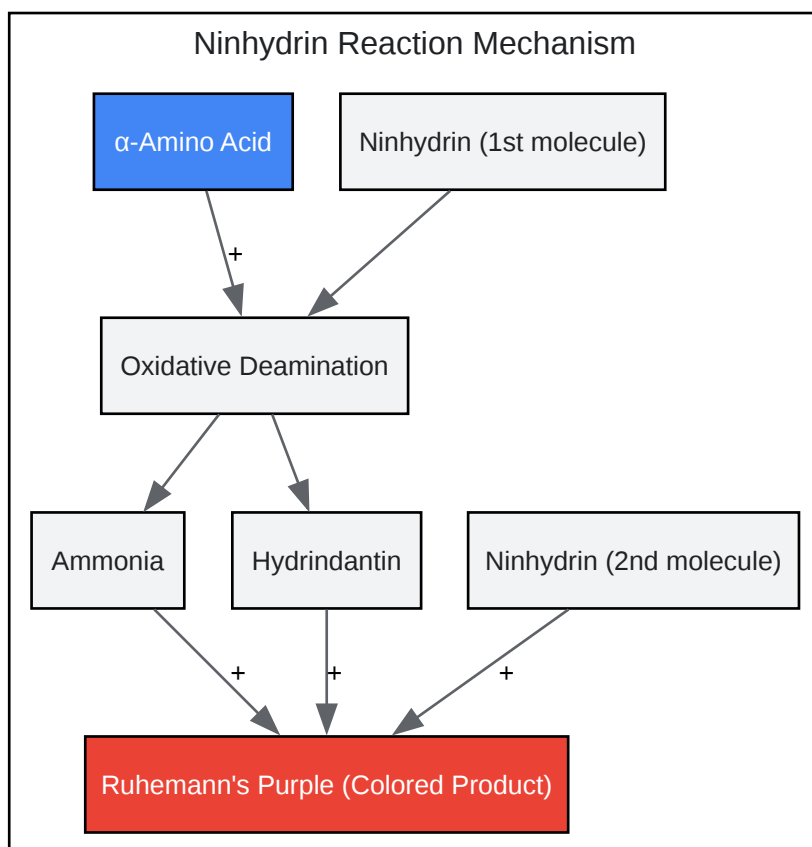 Ninhydrin Reaction Mechanism
α-Amino Acid
Ninhydrin (1st molecule)
+
Oxidative Deamination
Ammonia
Hydrindantin
Ninhydrin (2nd molecule)
+
+
+
Ruhemann's Purple (Colored Product)